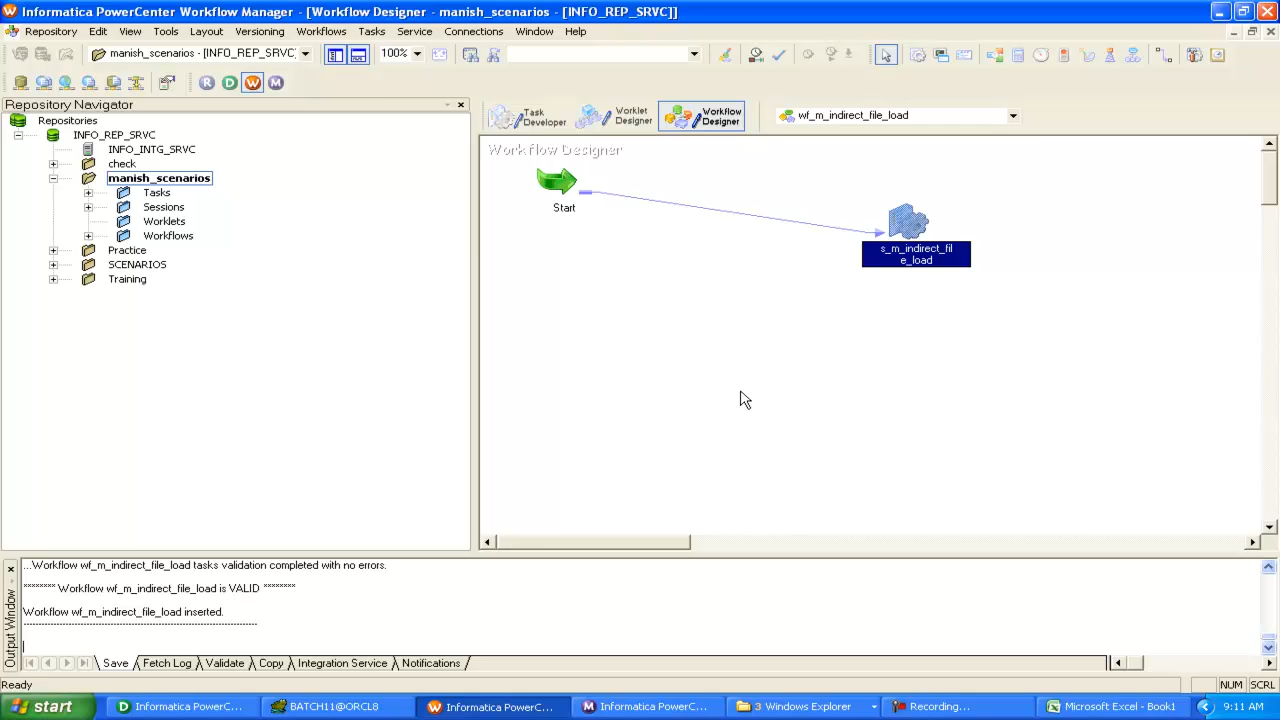 Informatica PowerCenter Workflow Manager - [Workflow Designer - manish_scenarios - [INFO_REP_SRVC]]
Repository Edit View Tools Layout Versioning Workflows Tasks Service Connections Window Help
manish_scenarios - [INFO_REP_SRVC]
100%
R D W M
Repository Navigator
Repositories
INFO_REP_SRVC
INFO_INTG_SRVC
check
manish_scenarios
Tasks
Sessions
Worklets
Workflows
Practice
SCENARIOS
Training
Task Developer
Worklet Designer
Workflow Designer
wf_m_indirect_file_load
Workflow Designer
Start
s_m_indirect_fil
e_load
Output Window
...Workflow wf_m_indirect_file_load tasks validation completed with no errors.
******** Workflow wf_m_indirect_file_load is VALID ********
Workflow wf_m_indirect_file_load inserted.
Save Fetch Log Validate Copy Integration Service Notifications
Ready
NUM SCRL
start
Informatica PowerC...
BATCH11@ORCL8
Informatica PowerC...
Informatica PowerC...
3 Windows Explorer
Recording...
Microsoft Excel - Book1
9:11 AM